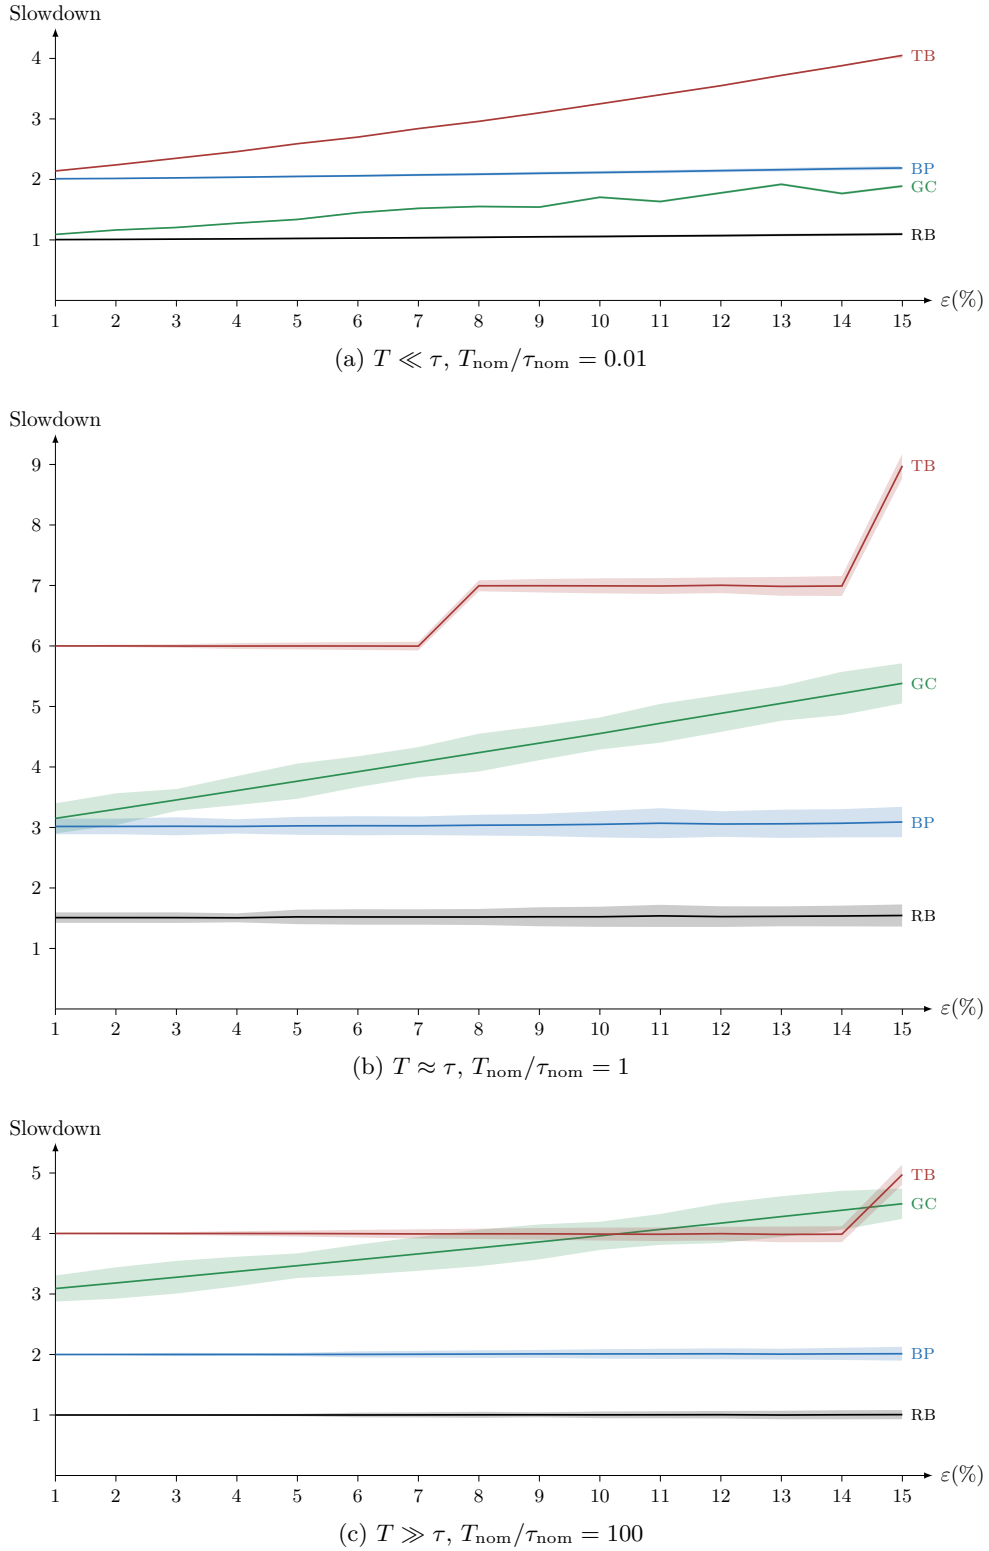 Slowdown
4
3
2
1
TB
BP
GC
RB
1 2 3 4 5 6 7 8 9 10 11 12 13 14 15
ε(%)
(a) T ≪ τ, Tnom/τnom = 0.01
Slowdown
9
8
7
6
5
4
3
2
1
TB
GC
BP
RB
1 2 3 4 5 6 7 8 9 10 11 12 13 14 15
ε(%)
(b) T ≈ τ, Tnom/τnom = 1
Slowdown
5
4
3
2
1
TB
GC
BP
RB
1 2 3 4 5 6 7 8 9 10 11 12 13 14 15
ε(%)
(c) T ≫ τ, Tnom/τnom = 100